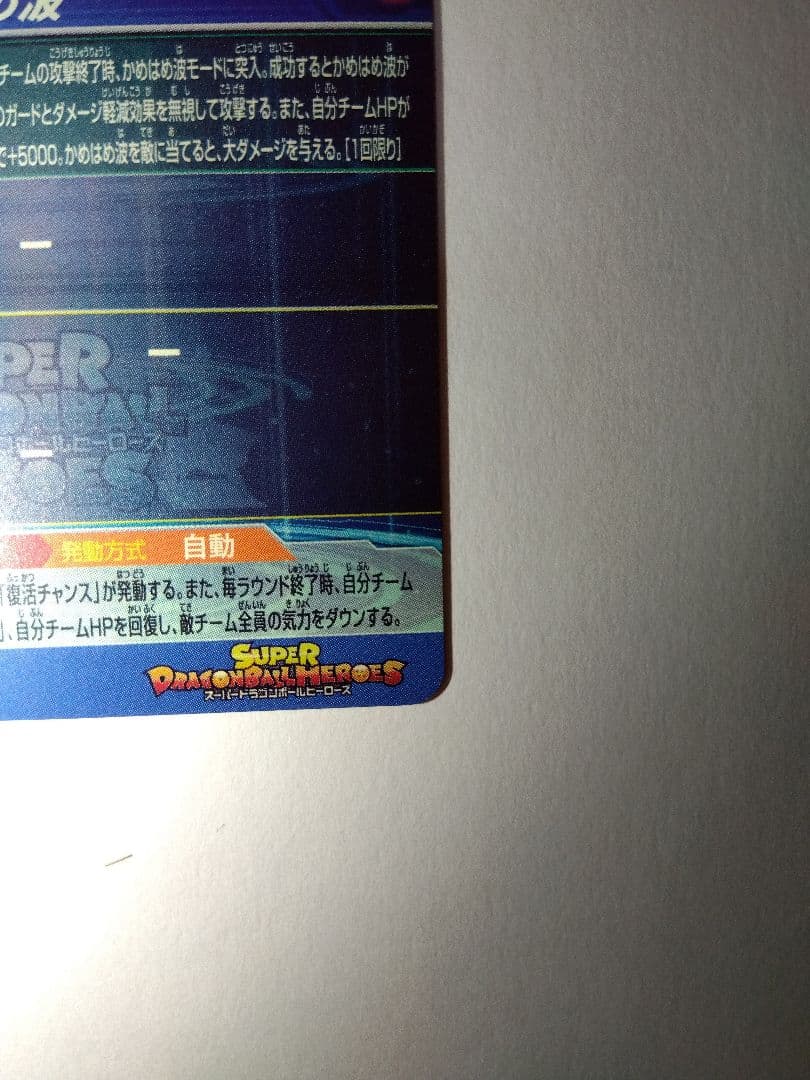 の波
チームの攻撃終了時、かめはめ波モードに突入。成功するとかめはめ波が
のガードとダメージ軽減効果を無視して攻撃する。また、自分チームHPが
で+5000。かめはめ波を敵に当てると、大ダメージを与える。[1回限り]
ー
ー
PER
ONBALL
ボールヒーローズ
ー
OES
発動方式 自動
「復活チャンス」が発動する。また、毎ラウンド終了時、自分チーム
、自分チームHPを回復し、敵チーム全員の気力をダウンする。
SUPER
DRAGONBALL HEROES
スーパードラゴンボールヒーローズ